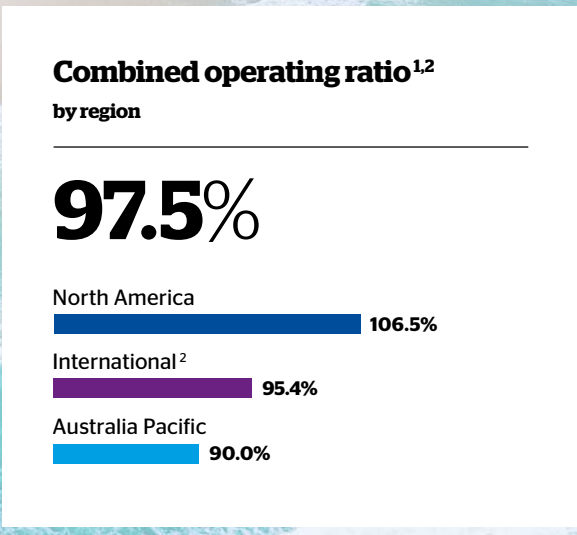 Combined operating ratio1,2
by region
97.5%
North America
106.5%
International2
95.4%
Australia Pacific
90.0%